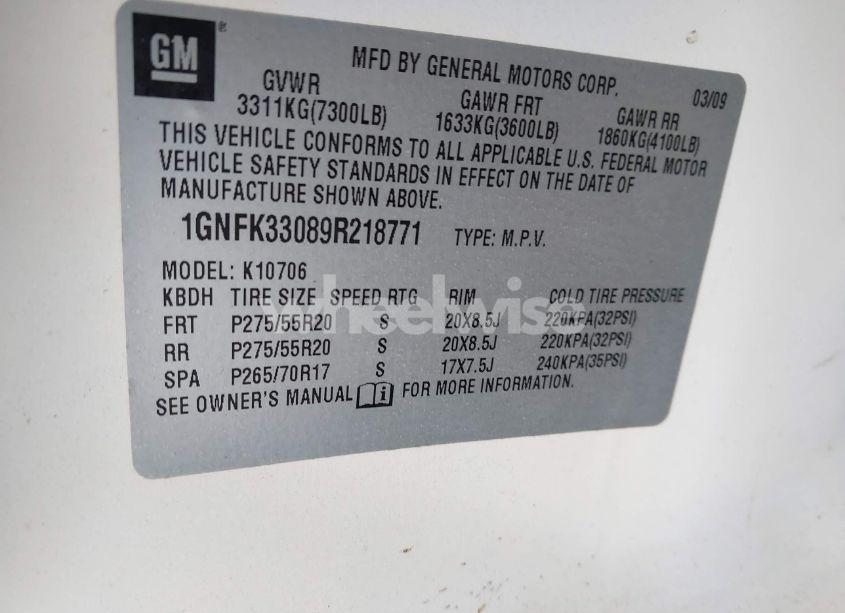 GM
MFD BY GENERAL MOTORS CORP.
03/09
GVWR
GAWR FRT
GAWR RR
3311KG(7300LB)
1633KG(3600LB)
1860KG(4100LB)
THIS VEHICLE CONFORMS TO ALL APPLICABLE U.S. FEDERAL MOTOR
VEHICLE SAFETY STANDARDS IN EFFECT ON THE DATE OF
MANUFACTURE SHOWN ABOVE.
1GNFK33089R218771 TYPE: M.P.V.
MODEL: K10706
KBDH TIRE SIZE SPEED RTG RIM COLD TIRE PRESSURE
FRT P275/55R20 S 20X8.5J 220KPA(32PSI)
RR P275/55R20 S 20X8.5J 220KPA(32PSI)
SPA P265/70R17 S 17X7.5J 240KPA(35PSI)
SEE OWNER'S MANUAL i FOR MORE INFORMATION.
wheelwise